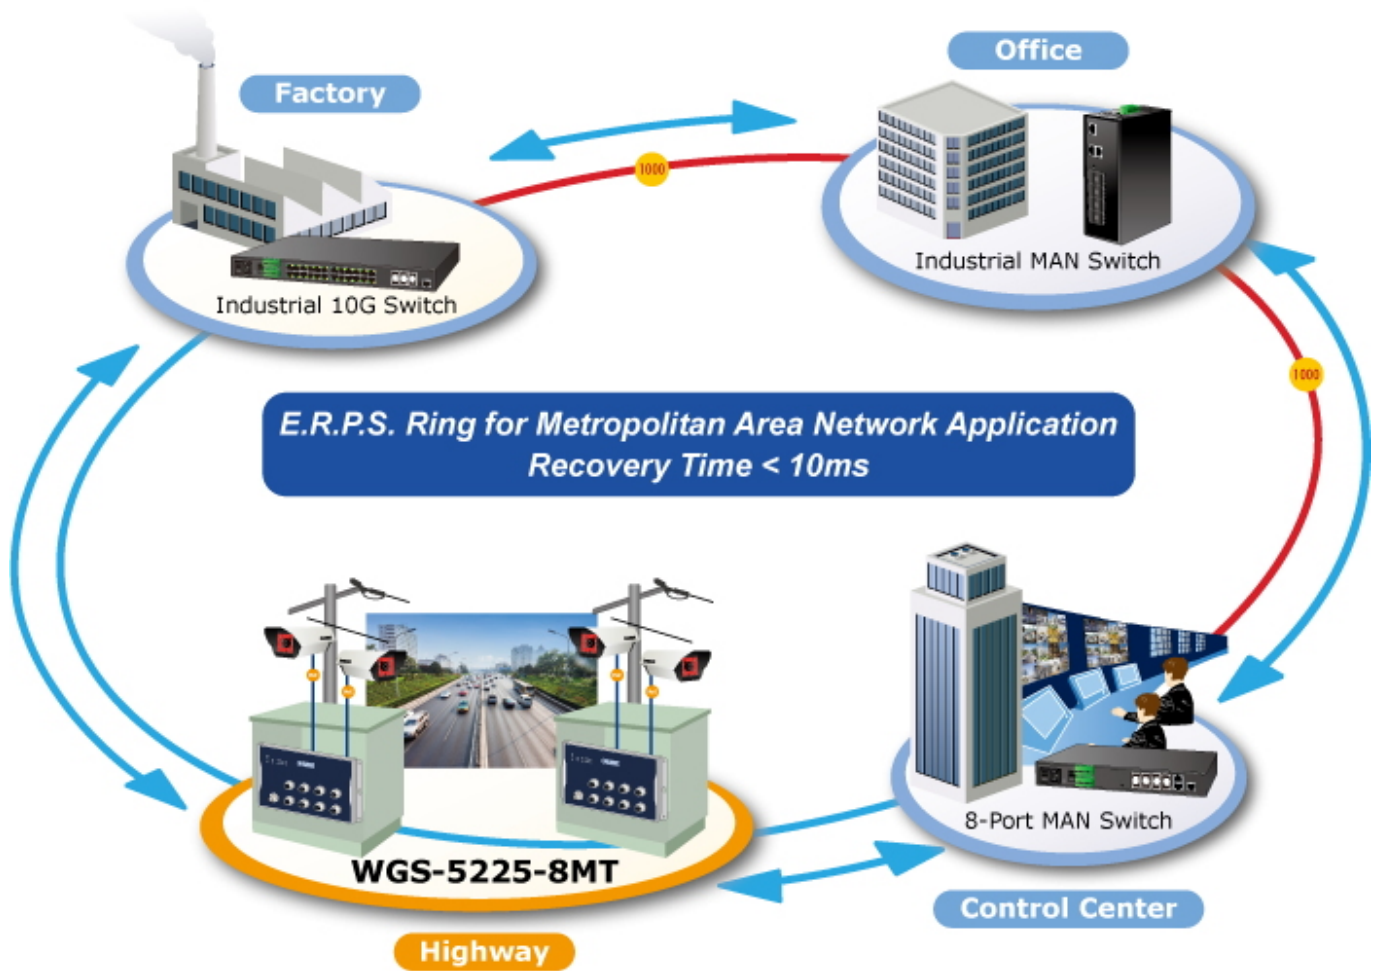 Office
Factory
1000
Industrial MAN Switch
Industrial 10G Switch
1000
E.R.P.S. Ring for Metropolitan Area Network Application
Recovery Time < 10ms
8-Port MAN Switch
WGS-5225-8MT
Control Center
Highway